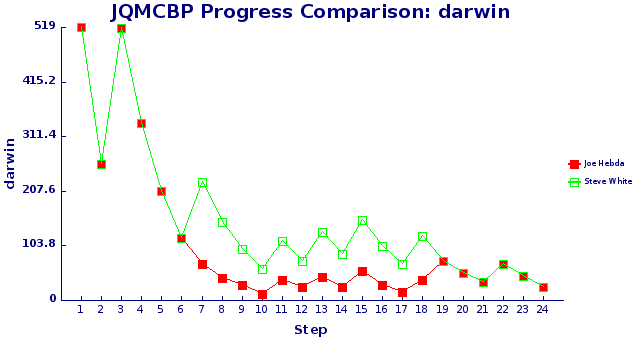 JQMCBP Progress Comparison: darwin
519
415.2
311.4
207.6
103.8
0
darwin
1 2 3 4 5 6 7 8 9 10 11 12 13 14 15 16 17 18 19 20 21 22 23 24
Step
Joe Hebda
Steve White